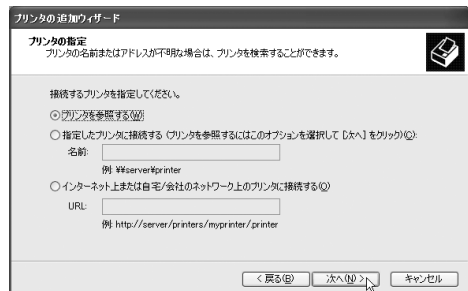 プリンタの追加ウィザード
プリンタの指定
プリンタの名前またはアドレスが不明な場合は、プリンタを検索することができます。
接続するプリンタを指定してください。
プリンタを参照する(W)
指定したプリンタに接続する (プリンタを参照するにはこのオプションを選択して [次へ] をクリック)(C):
名前:
例: ¥¥server¥printer
インターネット上または自宅/会社のネットワーク上のプリンタに接続する(O)
URL:
例: http://server/printers/myprinter/.printer
< 戻る(B) 次へ(N) > キャンセル